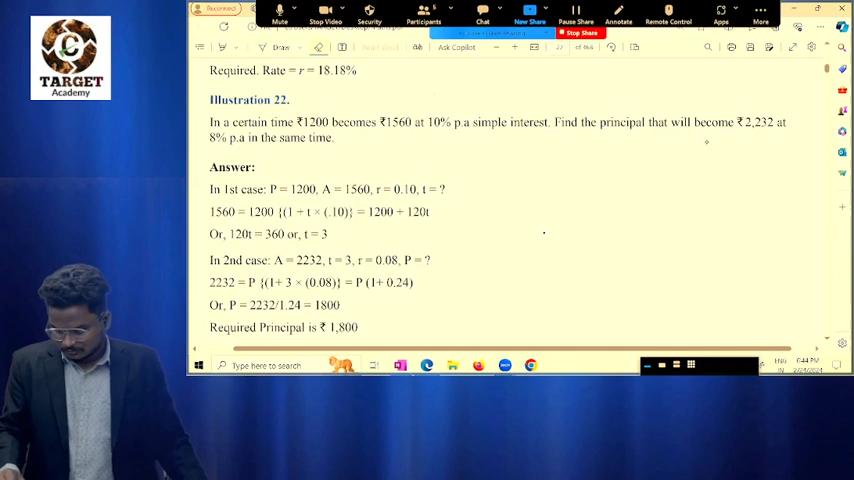 Reconnect
Mute
Stop Video
Security
Participants
Chat
New Share
Pause Share
Annotate
Remote Control
Apps
More
Stop Share
TARGET
Academy
Draw
Ask Copilot
Required. Rate = r = 18.18%
Illustration 22.
In a certain time ₹1200 becomes ₹1560 at 10% p.a simple interest. Find the principal that will become ₹ 2,232 at
8% p.a in the same time.
Answer:
In 1st case: P = 1200, A = 1560, r = 0.10, t = ?
1560 = 1200 {(1 + t × (.10)} = 1200 + 120t
Or, 120t = 360 or, t = 3
In 2nd case: A = 2232, t = 3, r = 0.08, P = ?
2232 = P {(1+ 3 × (0.08)} = P (1+ 0.24)
Or, P = 2232/1.24 = 1800
Required Principal is ₹ 1,800
Type here to search
ENG
IN